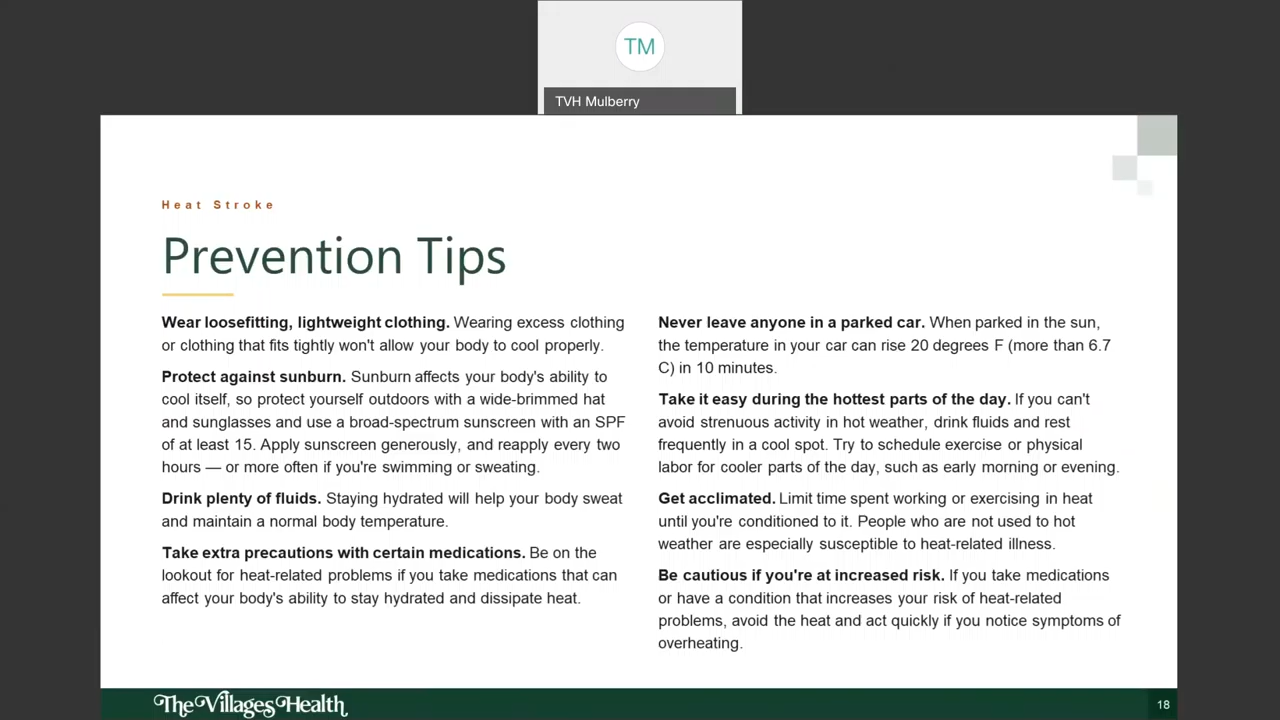 TM
TVH Mulberry
Heat Stroke
Prevention Tips
Wear loosefitting, lightweight clothing. Wearing excess clothing
or clothing that fits tightly won't allow your body to cool properly.
Protect against sunburn. Sunburn affects your body's ability to
cool itself, so protect yourself outdoors with a wide-brimmed hat
and sunglasses and use a broad-spectrum sunscreen with an SPF
of at least 15. Apply sunscreen generously, and reapply every two
hours — or more often if you're swimming or sweating.
Drink plenty of fluids. Staying hydrated will help your body sweat
and maintain a normal body temperature.
Take extra precautions with certain medications. Be on the
lookout for heat-related problems if you take medications that can
affect your body's ability to stay hydrated and dissipate heat.
Never leave anyone in a parked car. When parked in the sun,
the temperature in your car can rise 20 degrees F (more than 6.7
C) in 10 minutes.
Take it easy during the hottest parts of the day. If you can't
avoid strenuous activity in hot weather, drink fluids and rest
frequently in a cool spot. Try to schedule exercise or physical
labor for cooler parts of the day, such as early morning or evening.
Get acclimated. Limit time spent working or exercising in heat
until you're conditioned to it. People who are not used to hot
weather are especially susceptible to heat-related illness.
Be cautious if you're at increased risk. If you take medications
or have a condition that increases your risk of heat-related
problems, avoid the heat and act quickly if you notice symptoms of
overheating.
The Villages Health
18